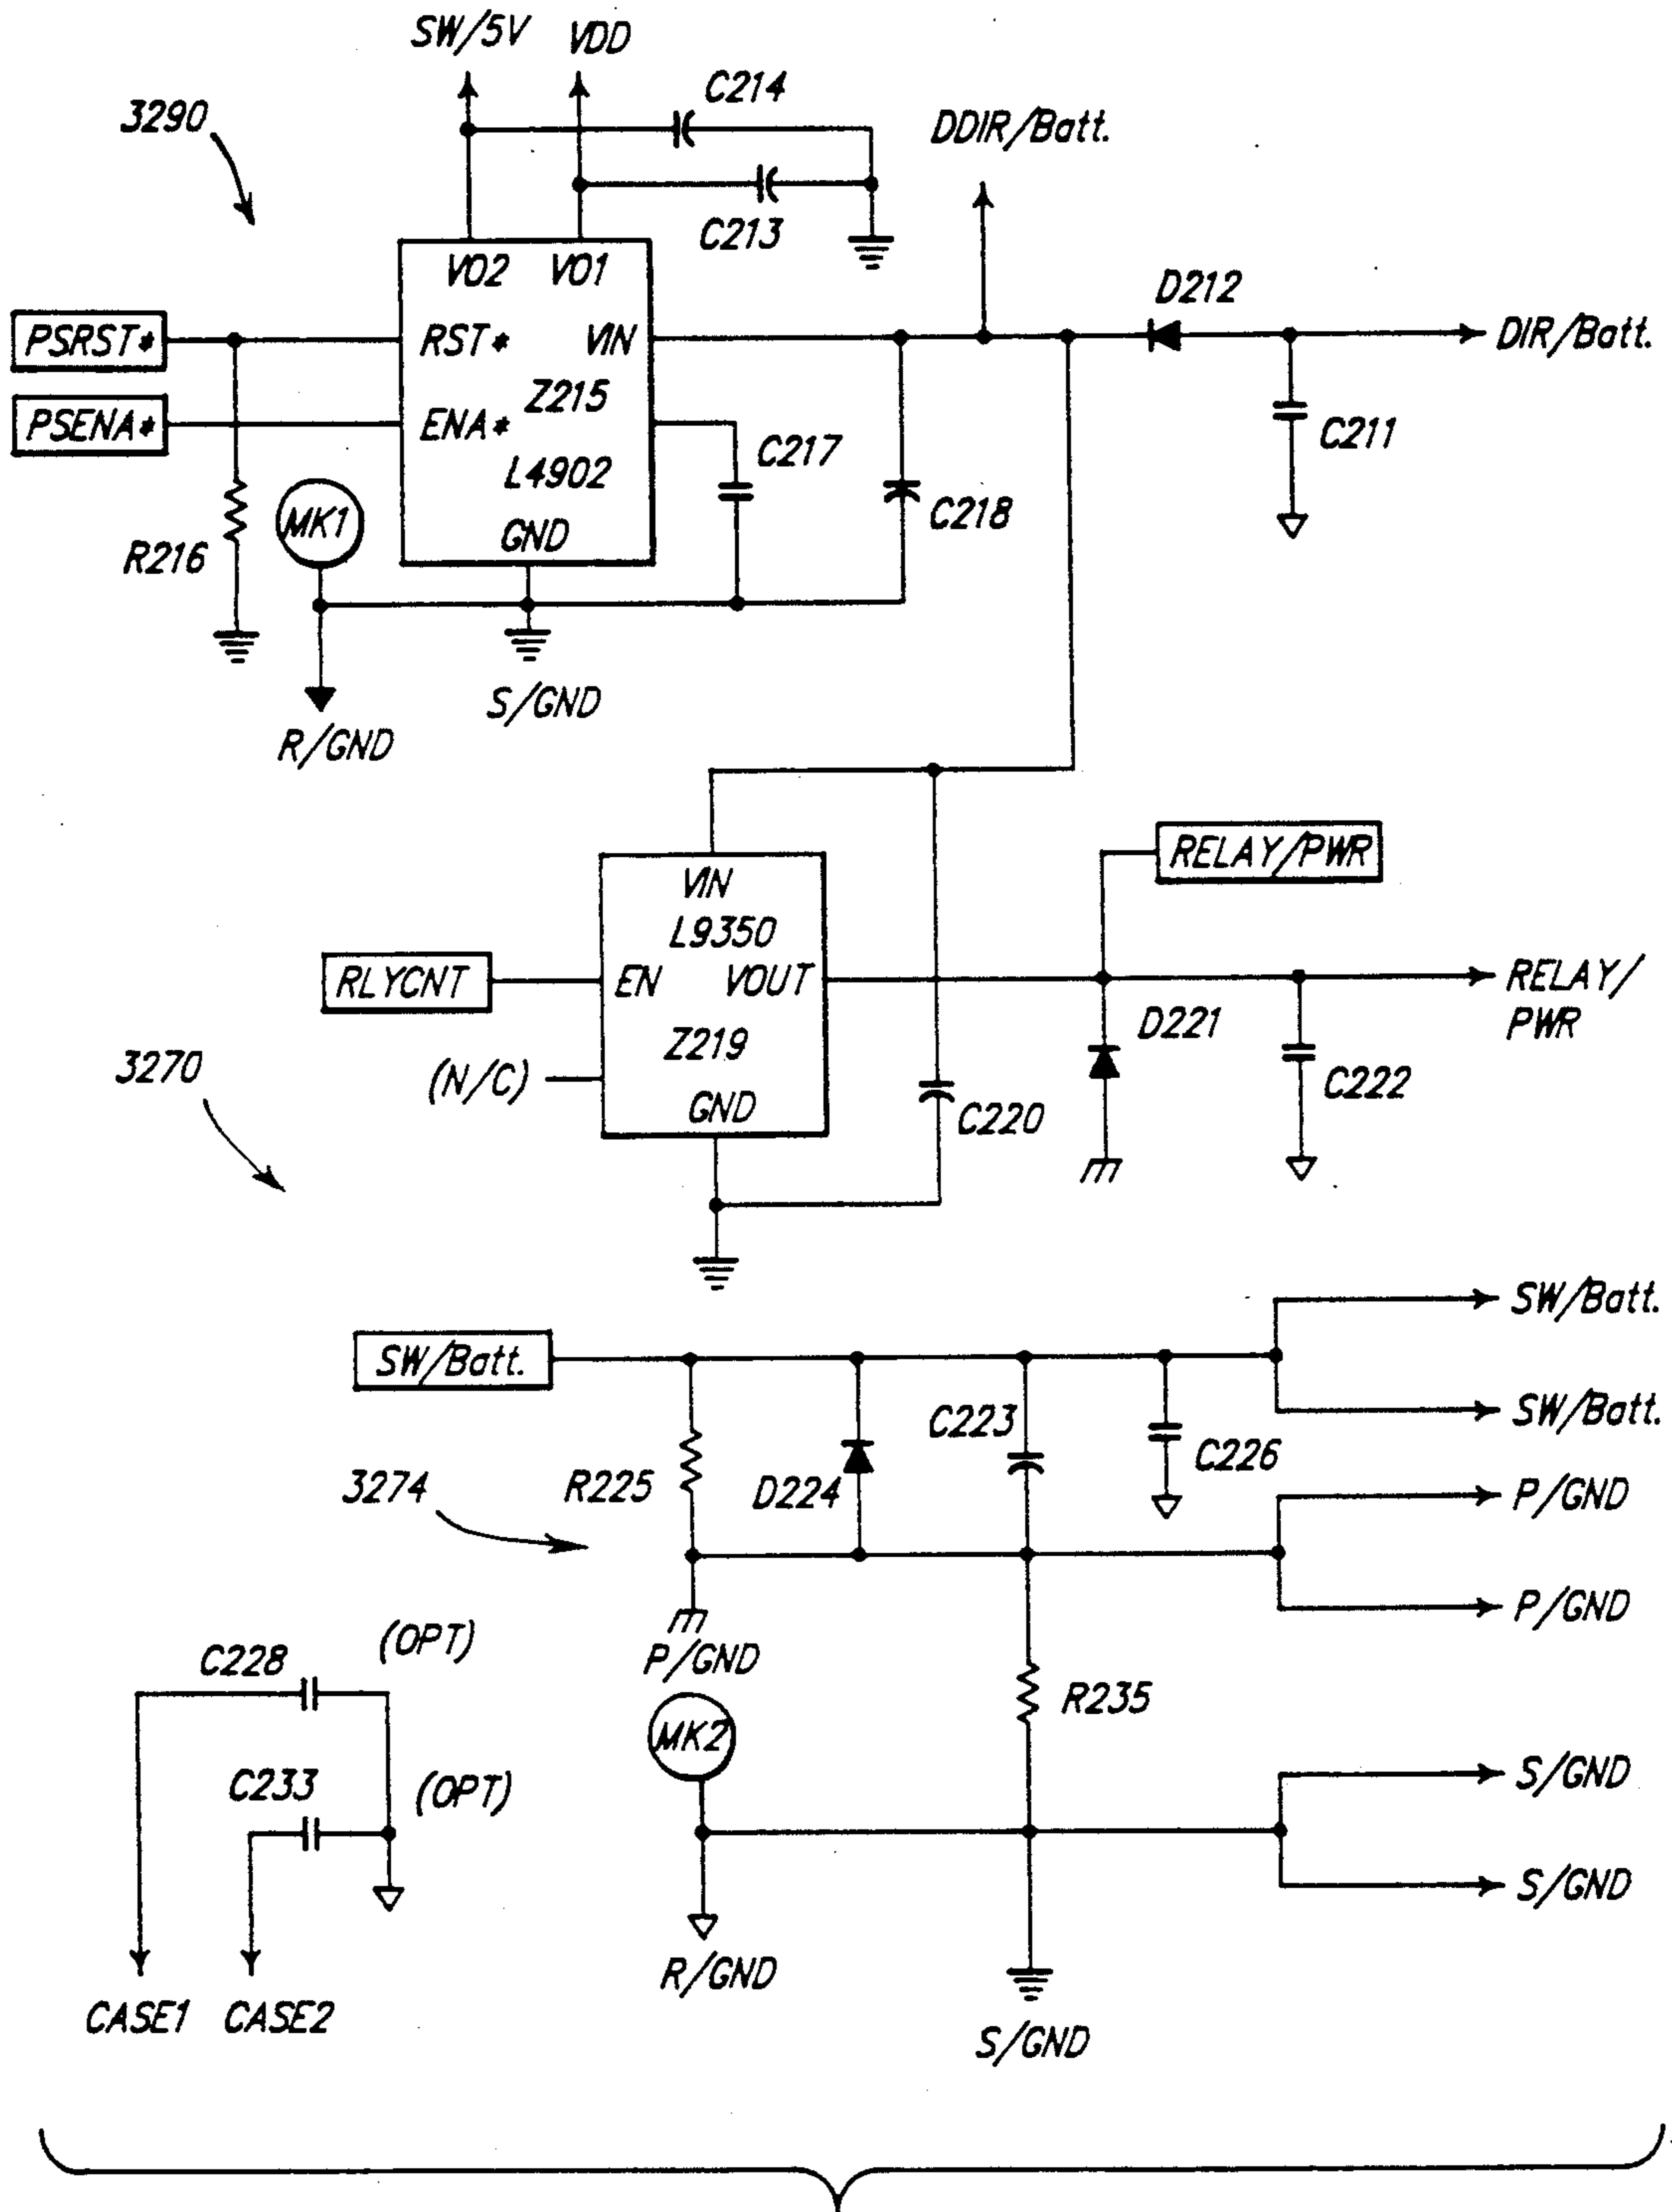 SW/5V VDD
C214
3290
DDIR/Batt.
C213
VO2 VO1
D212
PSRST*
RST* VIN
DIR/Batt.
Z215
PSENA*
ENA*
C211
C217
L4902
C218
MK1
GND
R216
S/GND
R/GND
RELAY/PWR
VIN
L9350
RLYCNT
EN VOUT
RELAY/
PWR
D221
Z219
3270
(N/C)
C222
GND
C220
SW/Batt.
SW/Batt.
SW/Batt.
C223
C226
3274
R225
D224
P/GND
P/GND
(OPT)
C228
P/GND
R235
MK2
C233
(OPT)
S/GND
S/GND
R/GND
CASE1 CASE2
S/GND